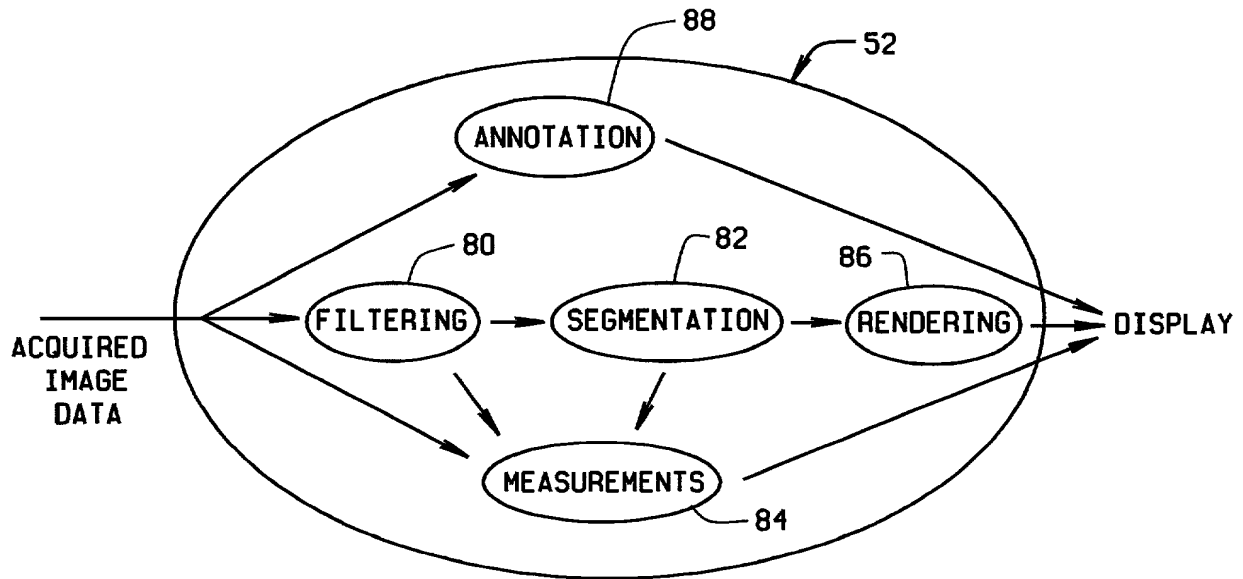 88
52
ANNOTATION
80
82
86
FILTERING
SEGMENTATION
RENDERING
DISPLAY
ACQUIRED
IMAGE
DATA
MEASUREMENTS
84